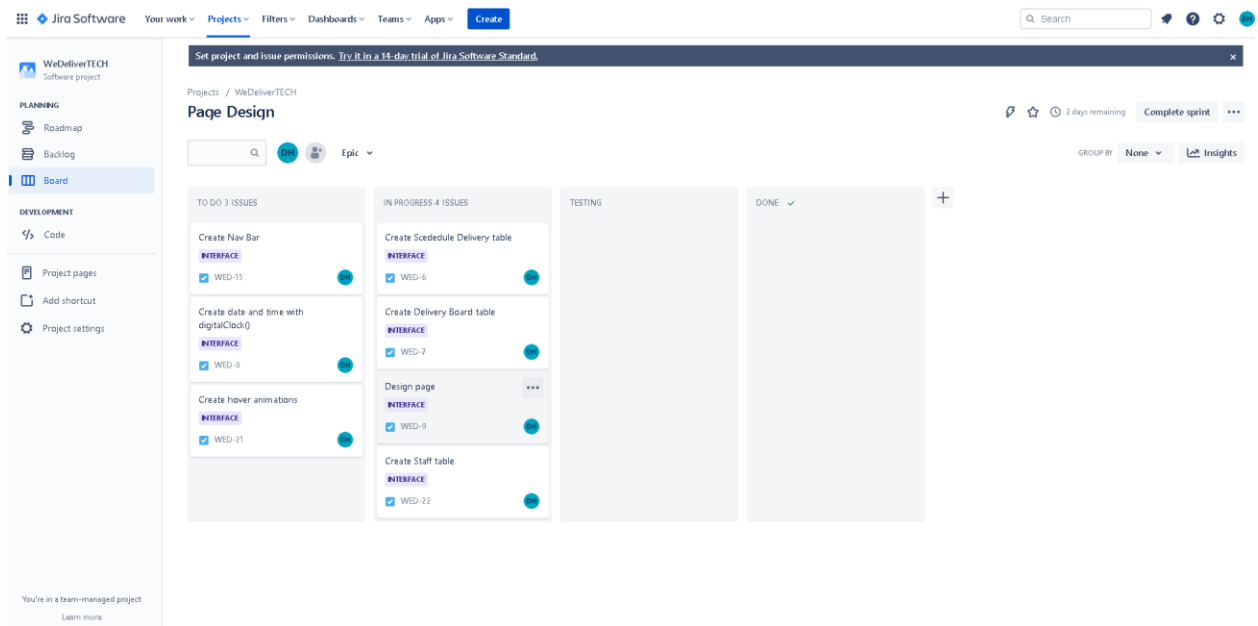 Jira Software Your work Projects Filters Dashboards Teams Apps Create Search DH
WeDeliverTECH
Software project
PLANNING
Roadmap
Backlog
Board
DEVELOPMENT
Code
Project pages
Add shortcut
Project settings
You're in a team-managed project
Learn more
Set project and issue permissions. Try it in a 14-day trial of Jira Software Standard.
Projects / WeDeliverTECH
Page Design
2 days remaining Complete sprint
DH Epic
GROUP BY None Insights
TO DO 3 ISSUES
Create Nav Bar
INTERFACE
WED-15 DH
Create date and time with
digitalClock()
INTERFACE
WED-8 DH
Create hover animations
INTERFACE
WED-21 DH
IN PROGRESS 4 ISSUES
Create Scededule Delivery table
INTERFACE
WED-6 DH
Create Delivery Board table
INTERFACE
WED-7 DH
Design page
INTERFACE
WED-9 DH
Create Staff table
INTERFACE
WED-22 DH
TESTING
DONE